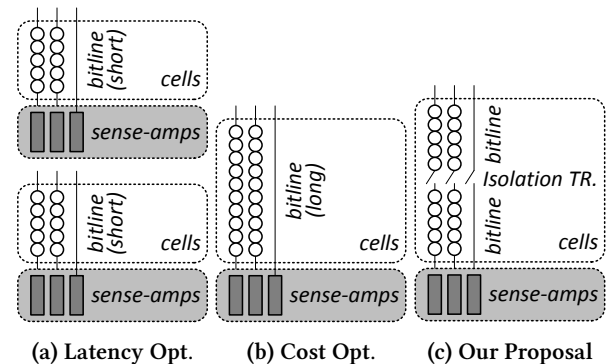 bitline
(short)
cells
sense-amps
bitline
(short)
cells
sense-amps
(a) Latency Opt.
bitline
(long)
cells
sense-amps
(b) Cost Opt.
bitline
Isolation TR.
bitline
cells
sense-amps
(c) Our Proposal